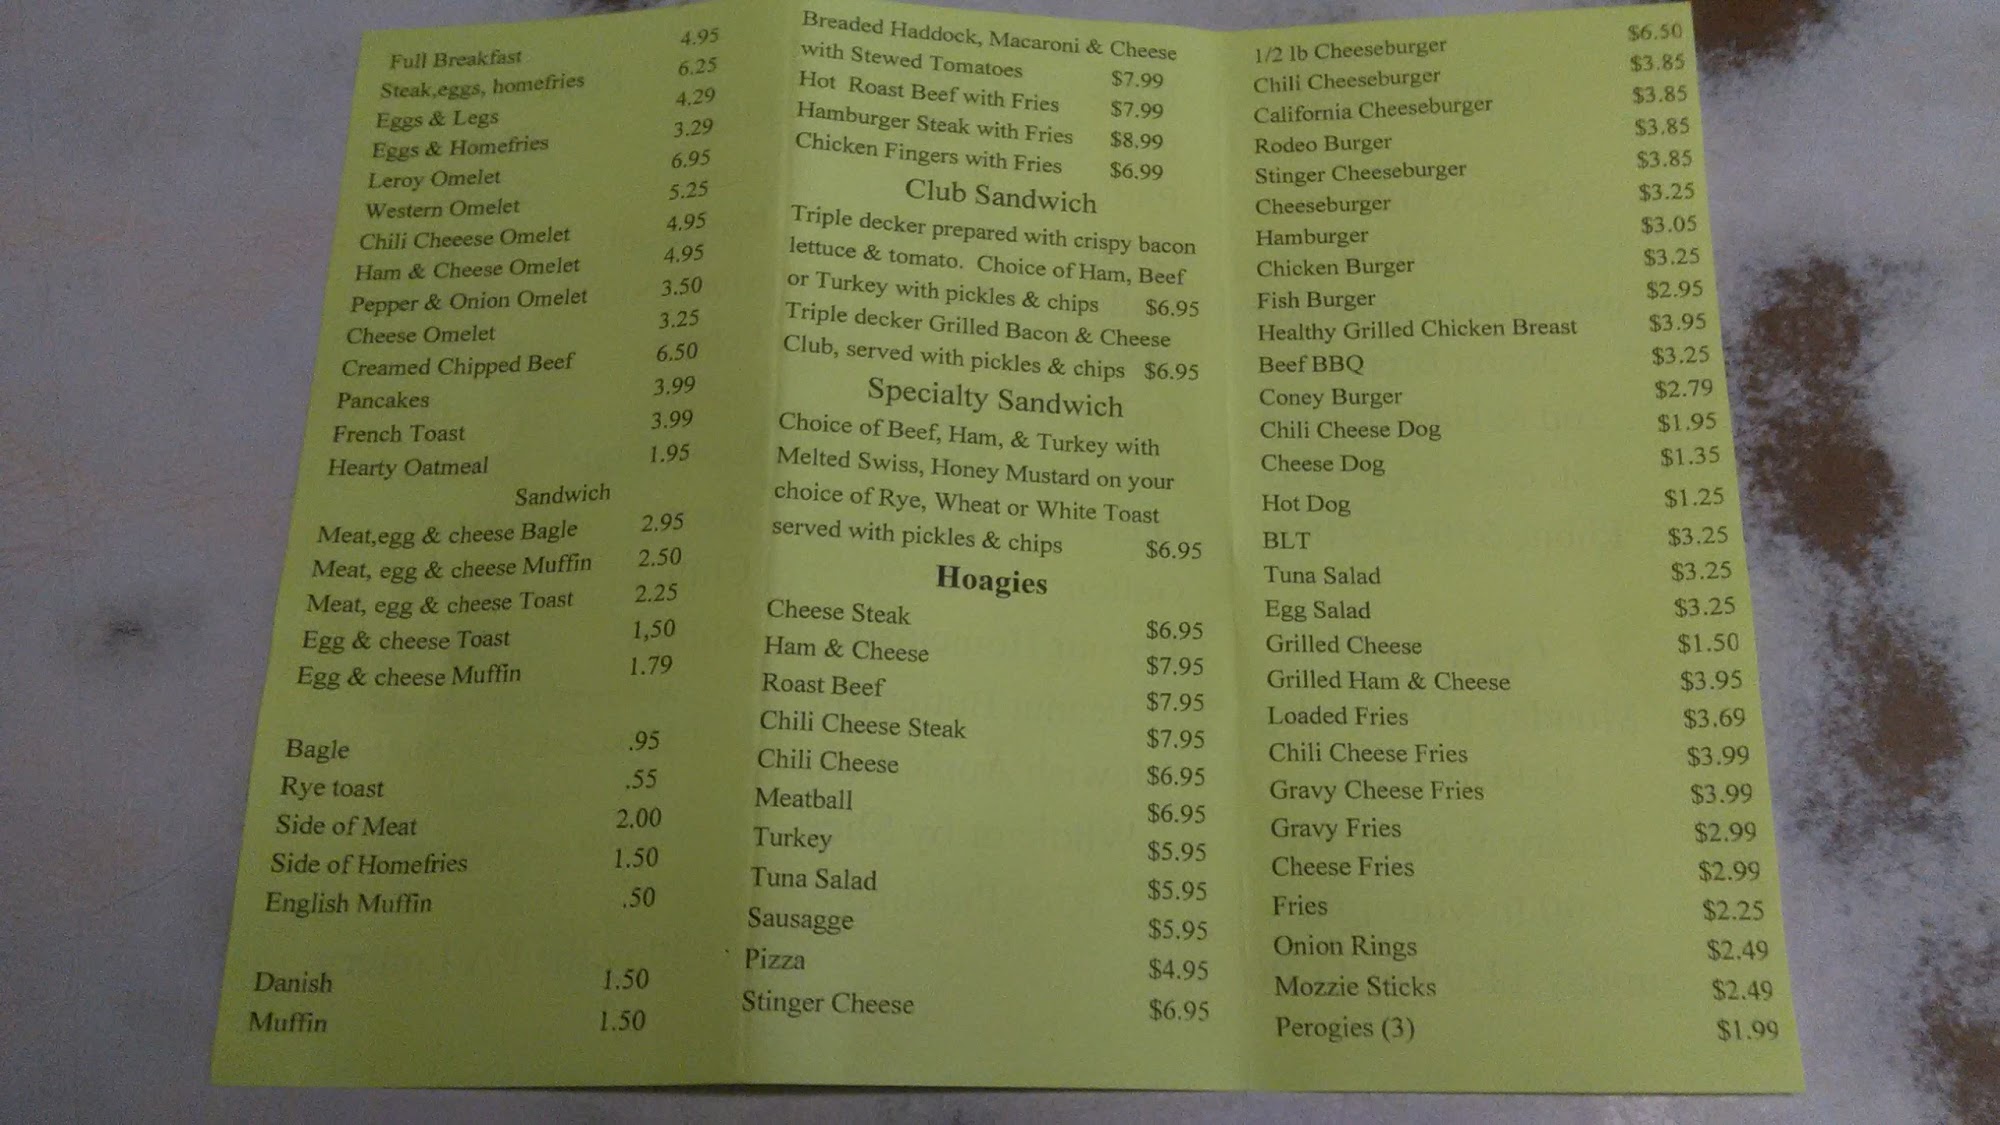 Full Breakfast 4.95
Steak,eggs, homefries 6.25
Eggs & Legs 4.29
Eggs & Homefries 3.29
Leroy Omelet 6.95
Western Omelet 5.25
Chili Cheeese Omelet 4.95
Ham & Cheese Omelet 4.95
Pepper & Onion Omelet 3.50
Cheese Omelet 3.25
Creamed Chipped Beef 6.50
Pancakes 3.99
French Toast 3.99
Hearty Oatmeal 1.95
Sandwich
Meat,egg & cheese Bagle 2.95
Meat, egg & cheese Muffin 2.50
Meat, egg & cheese Toast 2.25
Egg & cheese Toast 1,50
Egg & cheese Muffin 1.79
Bagle .95
Rye toast .55
Side of Meat 2.00
Side of Homefries 1.50
English Muffin .50
Danish 1.50
Muffin 1.50
Breaded Haddock, Macaroni & Cheese
with Stewed Tomatoes $7.99
Hot Roast Beef with Fries $7.99
Hamburger Steak with Fries $8.99
Chicken Fingers with Fries $6.99
Club Sandwich
Triple decker prepared with crispy bacon
lettuce & tomato. Choice of Ham, Beef
or Turkey with pickles & chips $6.95
Triple decker Grilled Bacon & Cheese
Club, served with pickles & chips $6.95
Specialty Sandwich
Choice of Beef, Ham, & Turkey with
Melted Swiss, Honey Mustard on your
choice of Rye, Wheat or White Toast
served with pickles & chips $6.95
Hoagies
Cheese Steak $6.95
Ham & Cheese $7.95
Roast Beef $7.95
Chili Cheese Steak $7.95
Chili Cheese $6.95
Meatball $6.95
Turkey $5.95
Tuna Salad $5.95
Sausagge $5.95
Pizza $4.95
Stinger Cheese $6.95
1/2 lb Cheeseburger $6.50
Chili Cheeseburger $3.85
California Cheeseburger $3.85
Rodeo Burger $3.85
Stinger Cheeseburger $3.85
Cheeseburger $3.25
Hamburger $3.05
Chicken Burger $3.25
Fish Burger $2.95
Healthy Grilled Chicken Breast $3.95
Beef BBQ $3.25
Coney Burger $2.79
Chili Cheese Dog $1.95
Cheese Dog $1.35
Hot Dog $1.25
BLT $3.25
Tuna Salad $3.25
Egg Salad $3.25
Grilled Cheese $1.50
Grilled Ham & Cheese $3.95
Loaded Fries $3.69
Chili Cheese Fries $3.99
Gravy Cheese Fries $3.99
Gravy Fries $2.99
Cheese Fries $2.99
Fries $2.25
Onion Rings $2.49
Mozzie Sticks $2.49
Perogies (3) $1.99